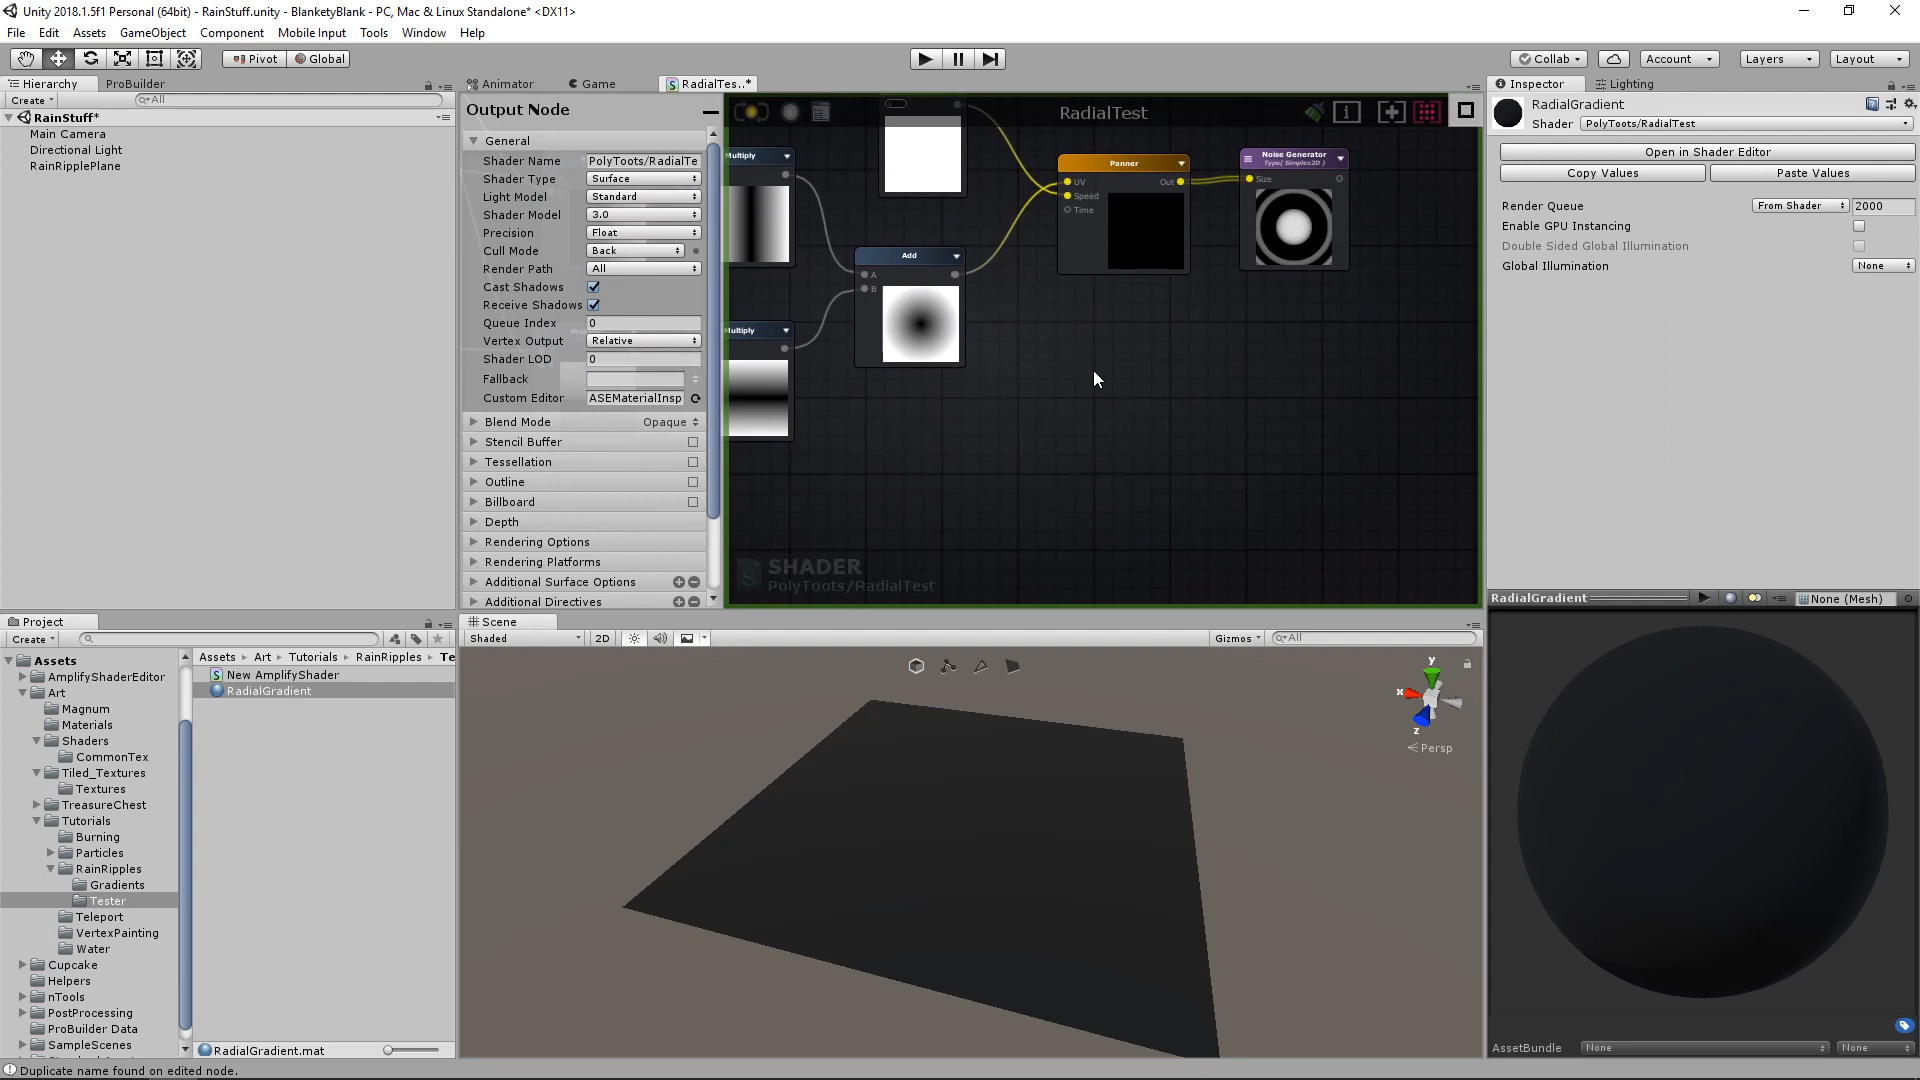 Unity 2018.1.5f1 Personal (64bit) - RainStuff.unity - BlanketyBlank - PC, Mac & Linux Standalone* <DX11>
File Edit Assets GameObject Component Mobile Input Tools Window Help
Pivot Global Collab Account Layers Layout
Hierarchy ProBuilder
Create All
RainStuff*
Main Camera
Directional Light
RainRipplePlane
Animator Game RadialTes..*
Output Node
General
Shader Name PolyToots/RadialTe
Shader Type Surface
Light Model Standard
Shader Model 3.0
Precision Float
Cull Mode Back
Render Path All
Cast Shadows
Receive Shadows
Queue Index 0
Vertex Output Relative
Shader LOD 0
Fallback
Custom Editor ASEMaterialInsp
Blend Mode Opaque
Stencil Buffer
Tessellation
Outline
Billboard
Depth
Rendering Options
Rendering Platforms
Additional Surface Options
Additional Directives
RadialTest
Multiply
Multiply
Add
A
B
Panner
UV Out
Speed
Time
Noise Generator
Type( Simplex2D )
Size
SHADER
PolyToots/RadialTest
Inspector Lighting
RadialGradient
Shader PolyToots/RadialTest
Open in Shader Editor
Copy Values Paste Values
Render Queue From Shader 2000
Enable GPU Instancing
Double Sided Global Illumination
Global Illumination None
RadialGradient None (Mesh)
AssetBundle None None
Project
Create
Assets
AmplifyShaderEditor
Art
Magnum
Materials
Shaders
CommonTex
Tiled_Textures
Textures
TreasureChest
Tutorials
Burning
Particles
RainRipples
Gradients
Tester
Teleport
VertexPainting
Water
Cupcake
Helpers
nTools
PostProcessing
ProBuilder Data
SampleScenes
Assets Art Tutorials RainRipples Te
New AmplifyShader
RadialGradient
RadialGradient.mat
Scene
Shaded 2D Gizmos All
y
x
z
Persp
Duplicate name found on edited node.